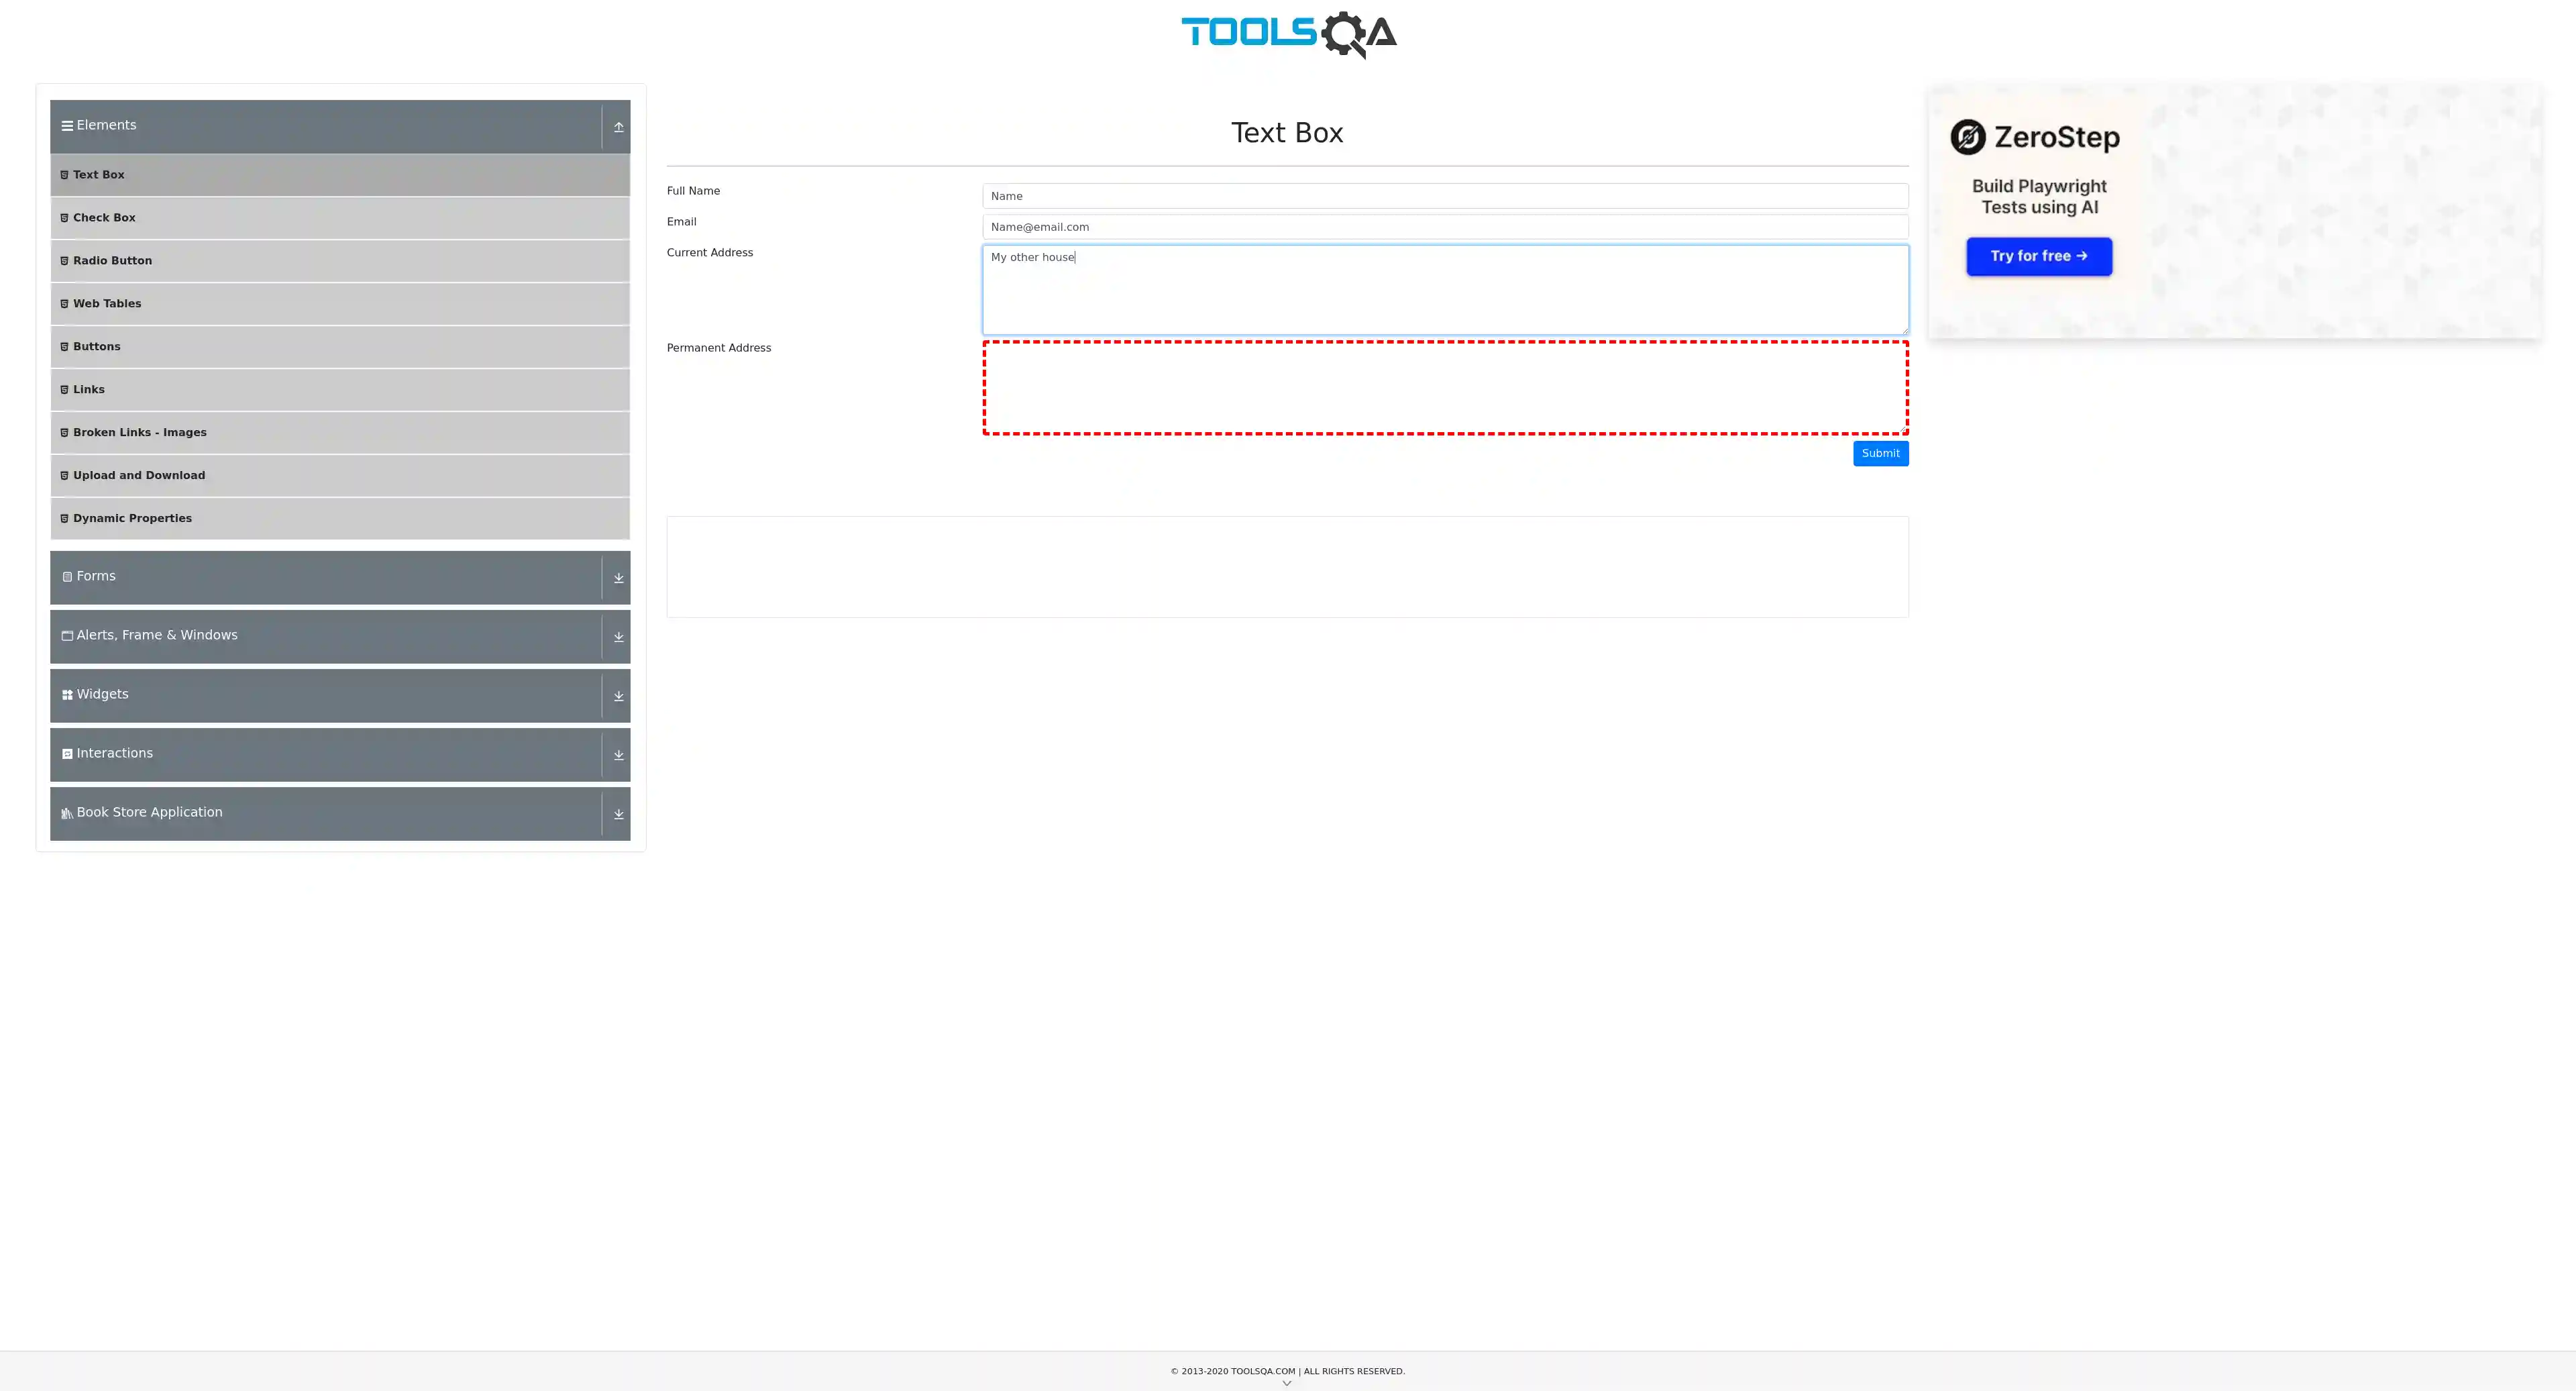 TOOLSQA
Elements
Text Box
Check Box
Radio Button
Web Tables
Buttons
Links
Broken Links - Images
Upload and Download
Dynamic Properties
Forms
Alerts, Frame & Windows
Widgets
Interactions
Book Store Application
Text Box
Full Name
Name
Email
Name@email.com
Current Address
My other house
Permanent Address
Submit
ZeroStep
Build Playwright
Tests using AI
Try for free →
© 2013-2020 TOOLSQA.COM | ALL RIGHTS RESERVED.